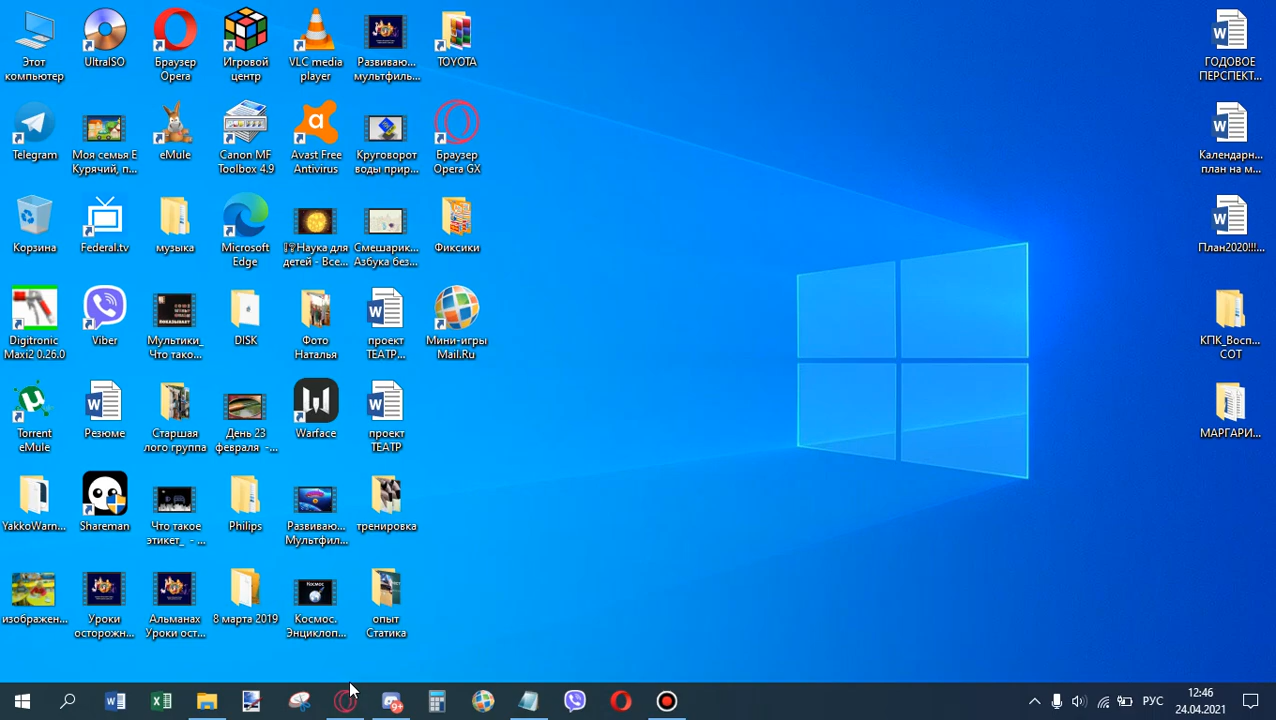 Этот
компьютер
UltraISO
Браузер
Opera
Игровой
центр
VLC media
player
Развиваю...
мультфиль...
TOYOTA
ГОДОВОЕ
ПЕРСПЕКТ...
Telegram
Моя семья Е
Курячий, п...
eMule
Canon MF
Toolbox 4.9
Avast Free
Antivirus
Круговорот
воды прир...
Браузер
Opera GX
Календарн...
план на м...
Корзина
Federal.tv
музыка
Microsoft
Edge
Наука для
детей - Все...
Смешарик...
Азбука без...
Фиксики
План2020!!!...
Digitronic
Maxi2 0.26.0
Viber
ПОКАЗЫВАЕТ
Мультики_
Что тако...
DISK
Фото
Наталья
проект
ТЕАТР...
Мини-игры
Mail.Ru
КПК_Восп...
СОТ
Torrent
eMule
Резюме
Старшая
лого группа
День 23
февраля -...
Warface
проект
ТЕАТР
МАРГАРИ...
YakkoWarn...
Shareman
Что такое
этикет_ - ...
Philips
Развиваю...
Мультфил...
тренировка
изображен...
Уроки
осторожн...
Альманах
Уроки ост...
8 марта 2019
Космос
Космос.
Энциклоп...
опыт
Статика
9+
РУС
12:46
24.04.2021